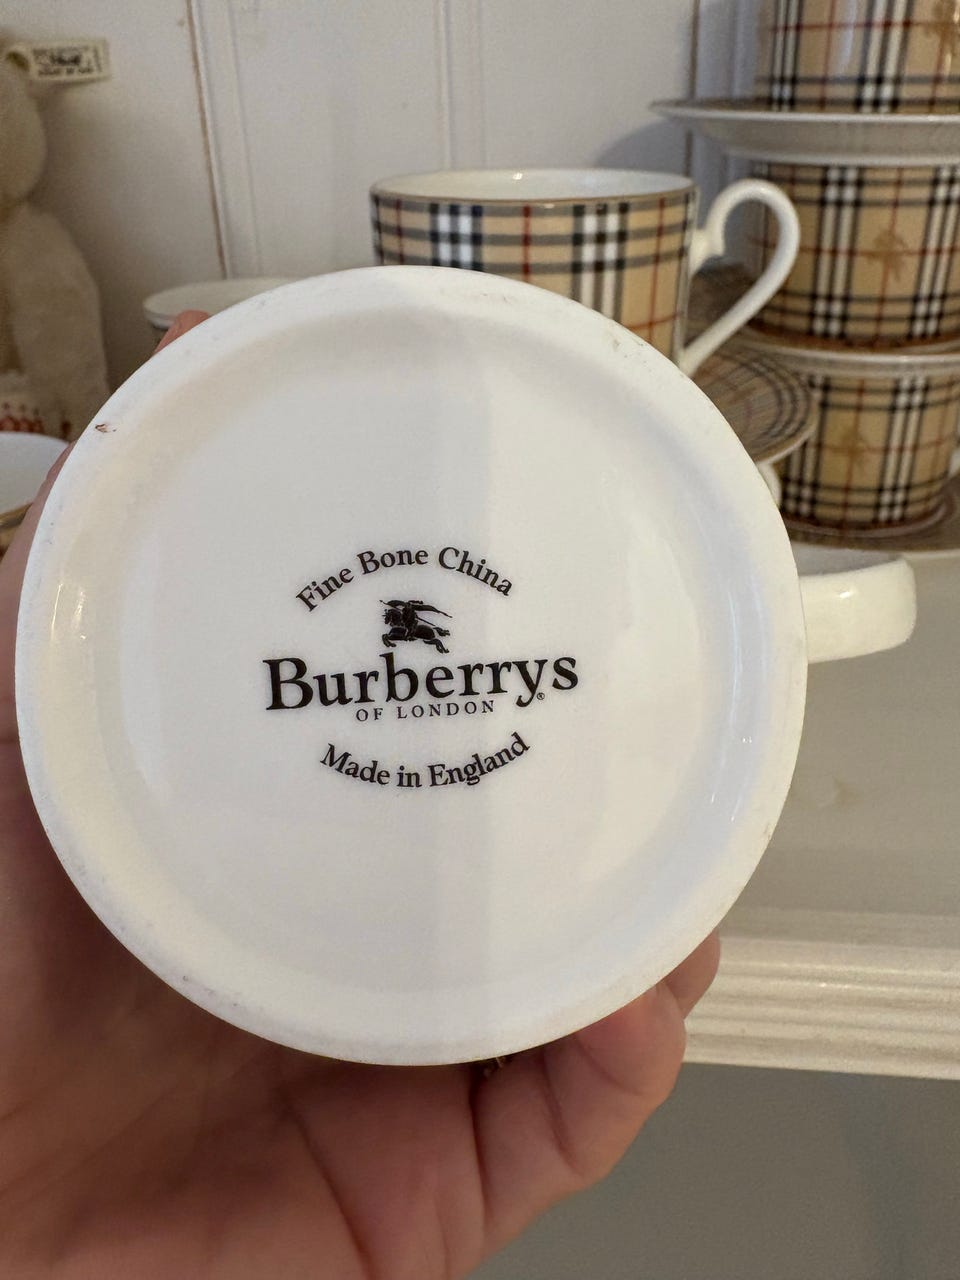 Fine Bone China
Burberrys®
OF LONDON
Made in England